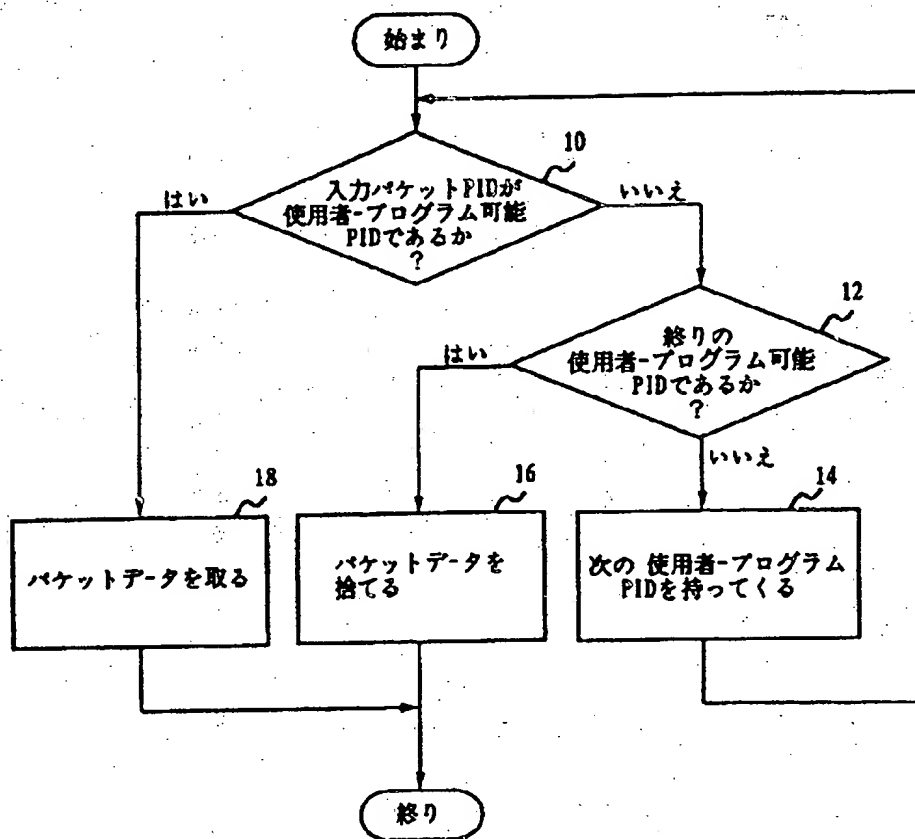 始まり
10
入力パケットPIDが
使用者-プログラム可能
PIDであるか
?
はい
いいえ
12
終りの
使用者-プログラム可能
PIDであるか
?
はい
いいえ
18
パケットデータを取る
16
パケットデータを
捨てる
14
次の 使用者-プログラム
PIDを持ってくる
終り